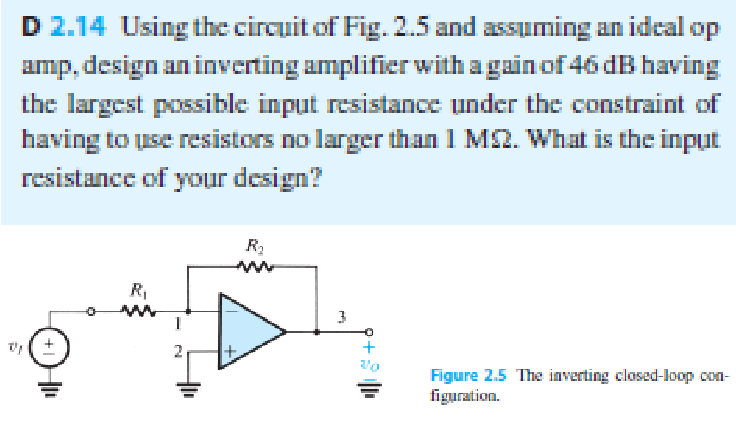 D 2.14 Using the circuit of Fig. 2.5 and assuming an ideal op
amp, design an inverting amplifier with a gain of 46 dB having
the largest possible input resistance under the constraint of
having to use resistors no larger than 1 MΩ. What is the input
resistance of your design?
R₂
R₁
1
3
2
vI
+
−
+
+
vO
−
Figure 2.5 The inverting closed-loop con-
figuration.